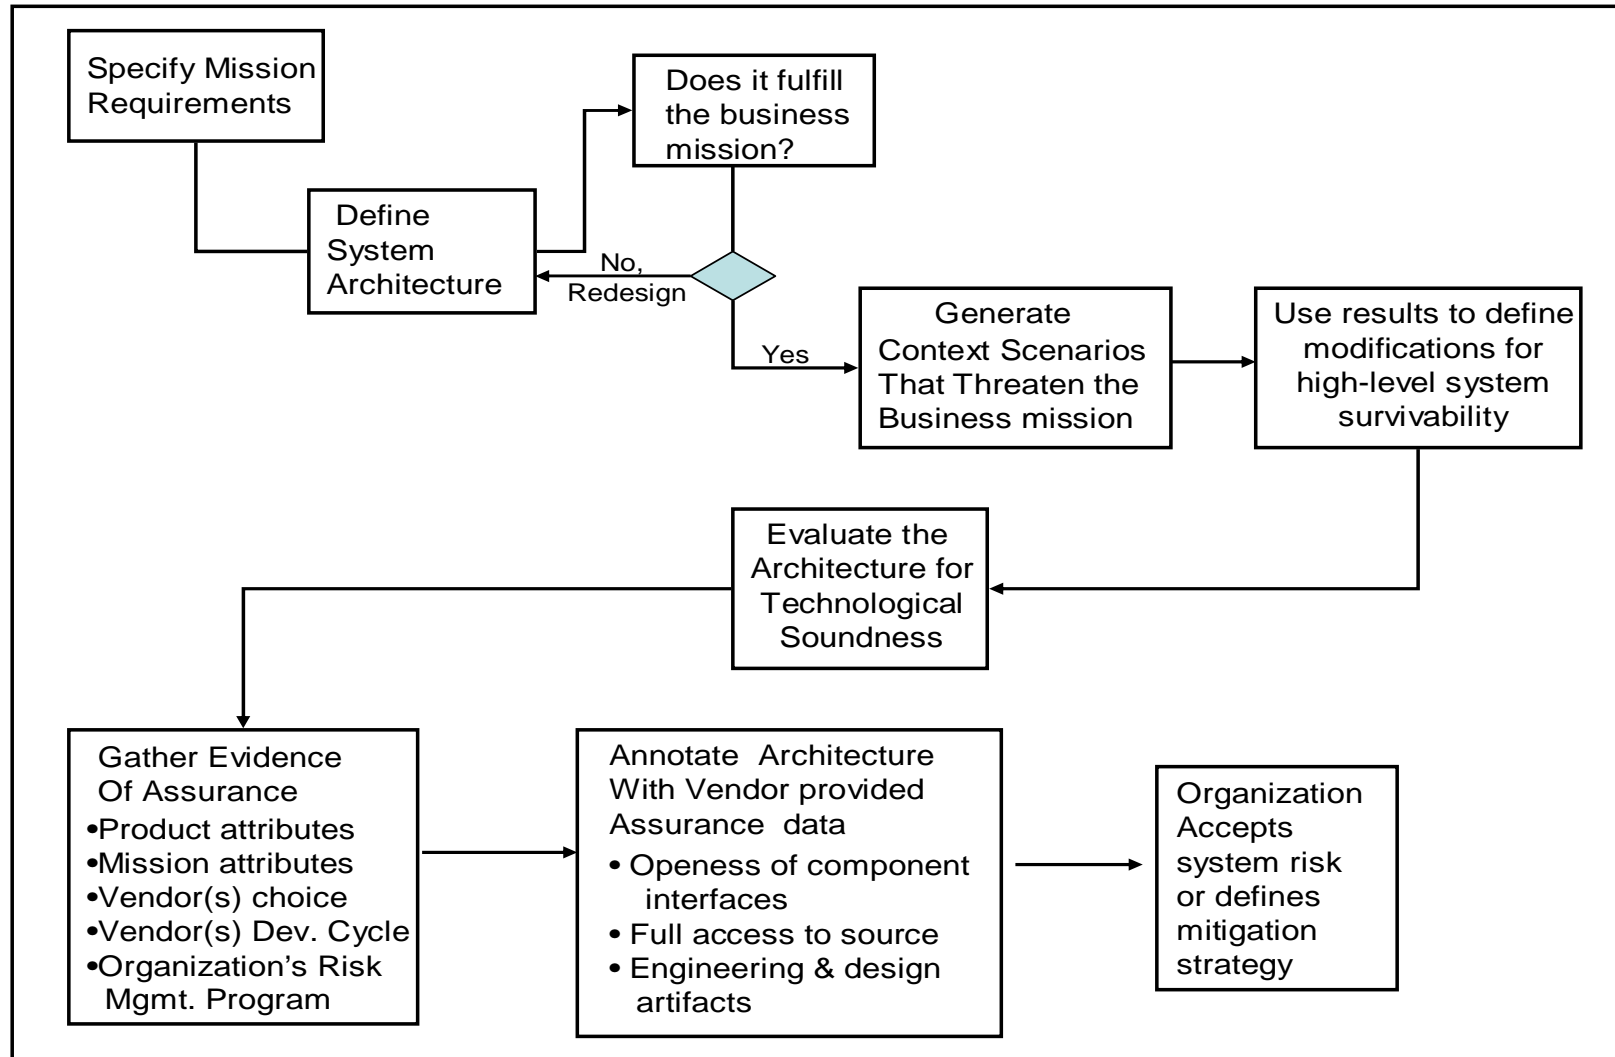 Specify Mission
Requirements
Does it fulfill
the business
mission?
Define
System
Architecture
No,
Redesign
Yes
Generate
Context Scenarios
That Threaten the
Business mission
Use results to define
modifications for
high-level system
survivability
Evaluate the
Architecture for
Technological
Soundness
Gather Evidence
Of Assurance
•Product attributes
•Mission attributes
•Vendor(s) choice
•Vendor(s) Dev. Cycle
•Organization's Risk
Mgmt. Program
Annotate Architecture
With Vendor provided
Assurance data
• Openess of component
interfaces
• Full access to source
• Engineering & design
artifacts
Organization
Accepts
system risk
or defines
mitigation
strategy